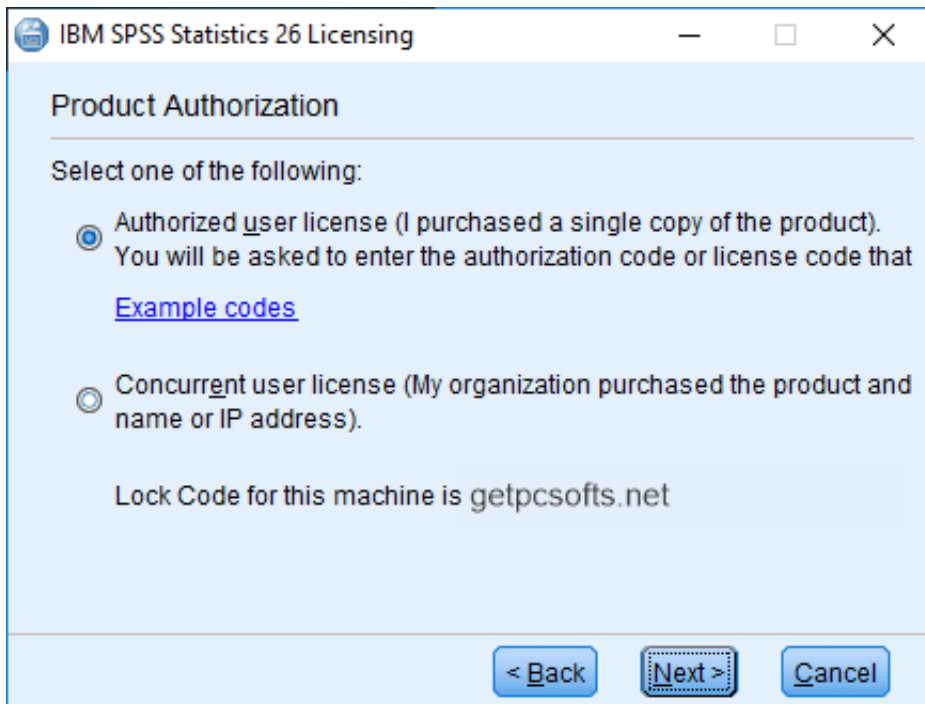 IBM SPSS Statistics 26 Licensing
Product Authorization
Select one of the following:
Authorized user license (I purchased a single copy of the product).
You will be asked to enter the authorization code or license code that
Example codes
Concurrent user license (My organization purchased the product and
name or IP address).
Lock Code for this machine is getpcsofts.net
< Back Next > Cancel